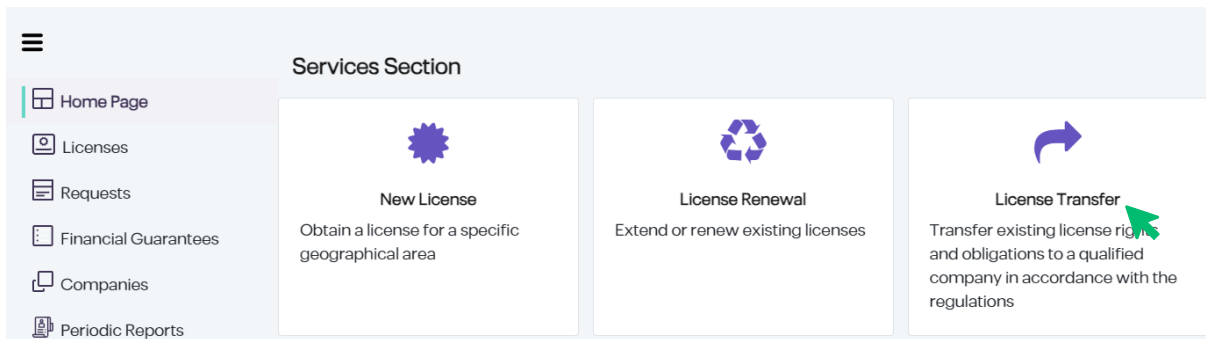 Services Section
Home Page
Licenses
Requests
Financial Guarantees
Companies
Periodic Reports
New License
Obtain a license for a specific
geographical area
License Renewal
Extend or renew existing licenses
License Transfer
Transfer existing license rights
and obligations to a qualified
company in accordance with the
regulations